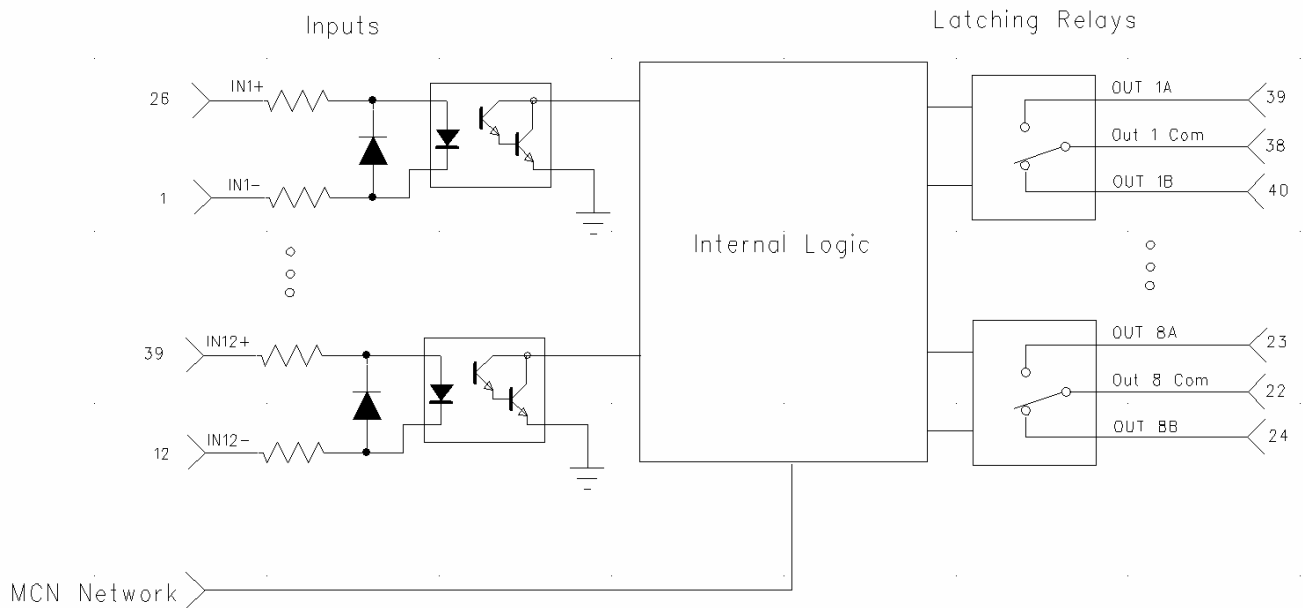 Inputs
Latching Relays
26 IN1+
1 IN1-
39 IN12+
12 IN12-
Internal Logic
OUT 1A 39
Out 1 Com 38
OUT 1B 40
OUT 8A 23
Out 8 Com 22
OUT 8B 24
MCN Network